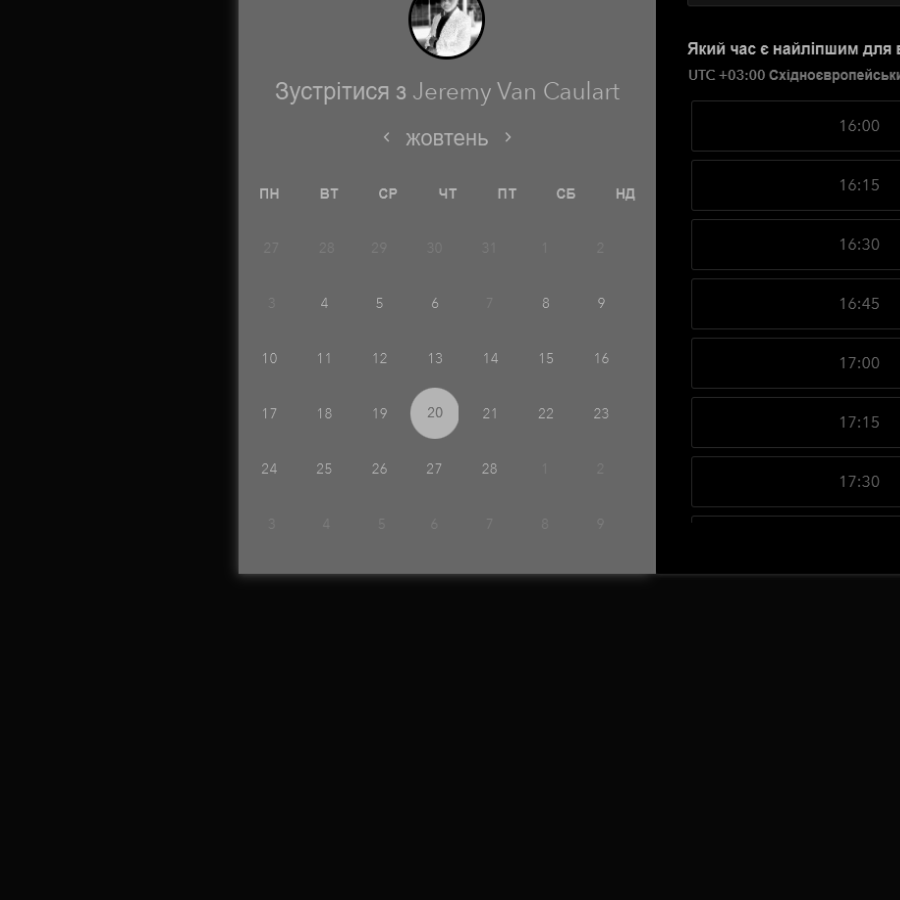 Зустрітися з Jeremy Van Caulart
‹ жовтень ›
ПН ВТ СР ЧТ ПТ СБ НД
27 28 29 30 31 1 2
3 4 5 6 7 8 9
10 11 12 13 14 15 16
17 18 19 20 21 22 23
24 25 26 27 28 1 2
3 4 5 6 7 8 9
Який час є найліпшим для
UTC +03:00
16:00
16:15
16:30
16:45
17:00
17:15
17:30